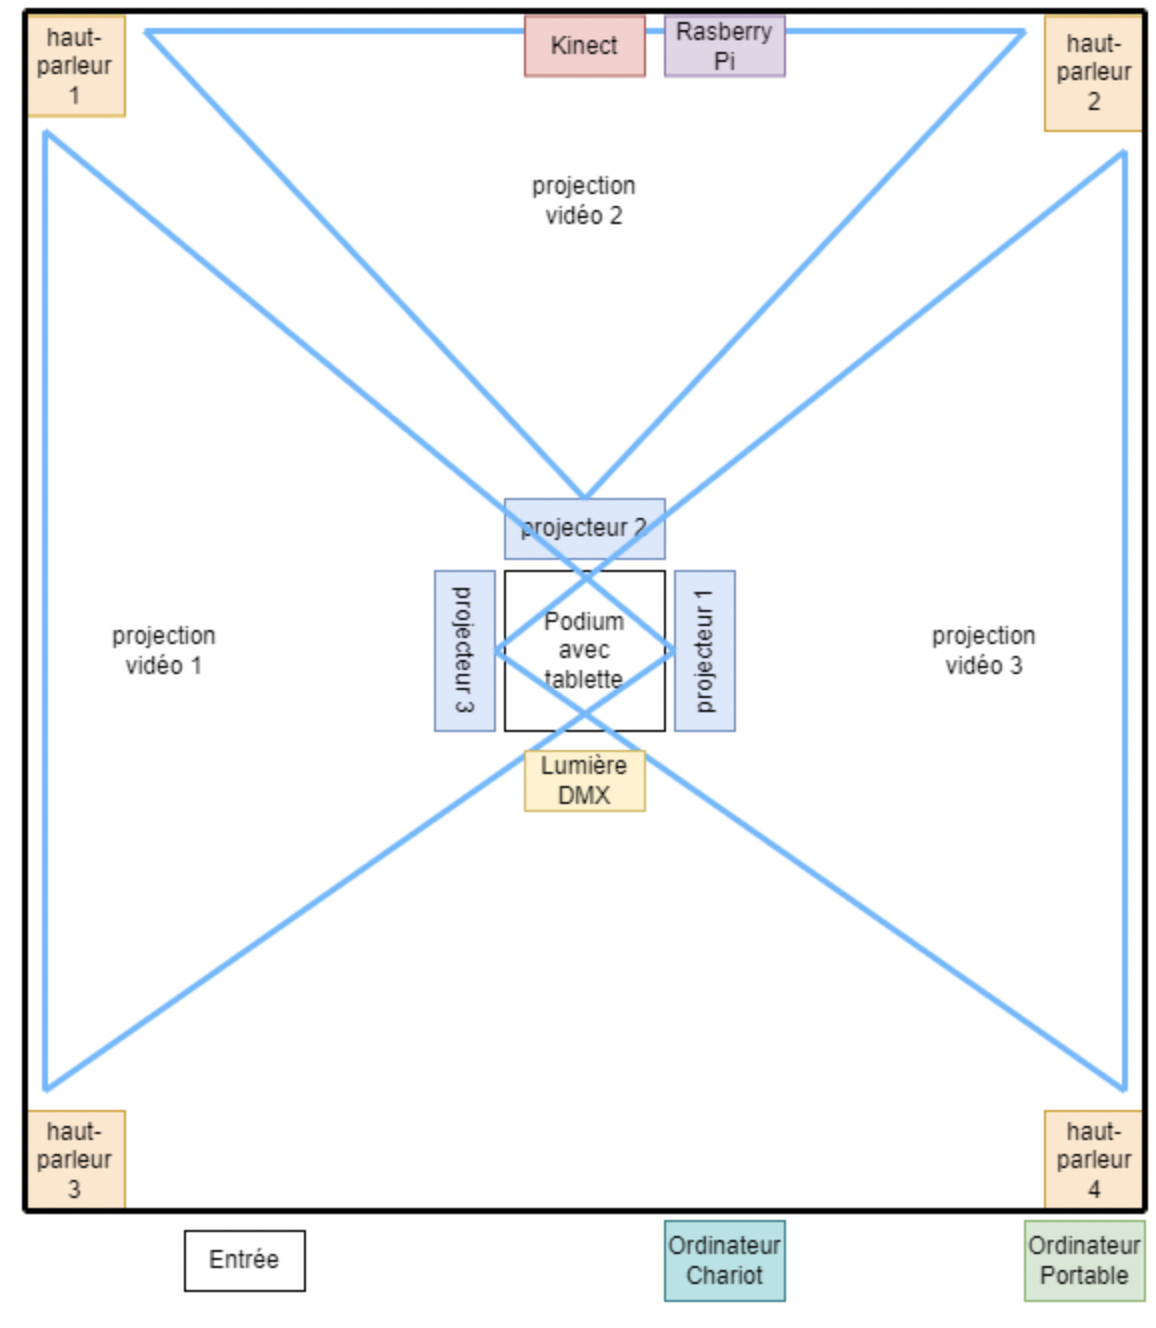 haut-
parleur
1
Kinect
Rasberry
Pi
haut-
parleur
2
projection
vidéo 2
projecteur 2
projecteur 3
Podium
avec
tablette
projecteur 1
projection
vidéo 1
projection
vidéo 3
Lumière
DMX
haut-
parleur
3
haut-
parleur
4
Entrée
Ordinateur
Chariot
Ordinateur
Portable